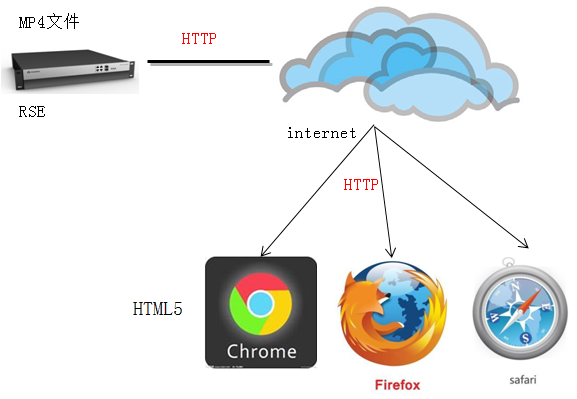 MP4文件
HTTP
RSE
internet
HTTP
HTML5
Chrome
Firefox
safari